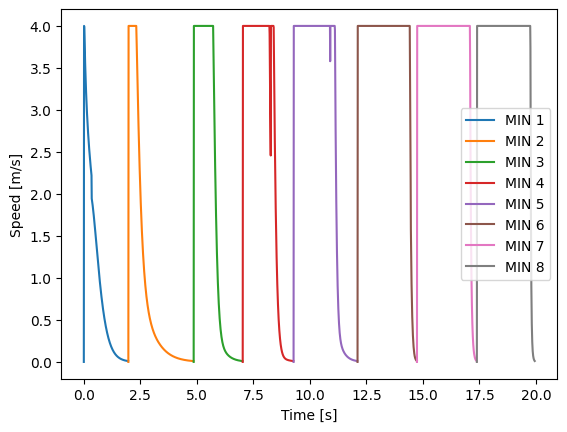 4.0
3.5
3.0
2.5
2.0
1.5
1.0
0.5
0.0
Speed [m/s]
MIN 1
MIN 2
MIN 3
MIN 4
MIN 5
MIN 6
MIN 7
MIN 8
0.0 2.5 5.0 7.5 10.0 12.5 15.0 17.5 20.0
Time [s]